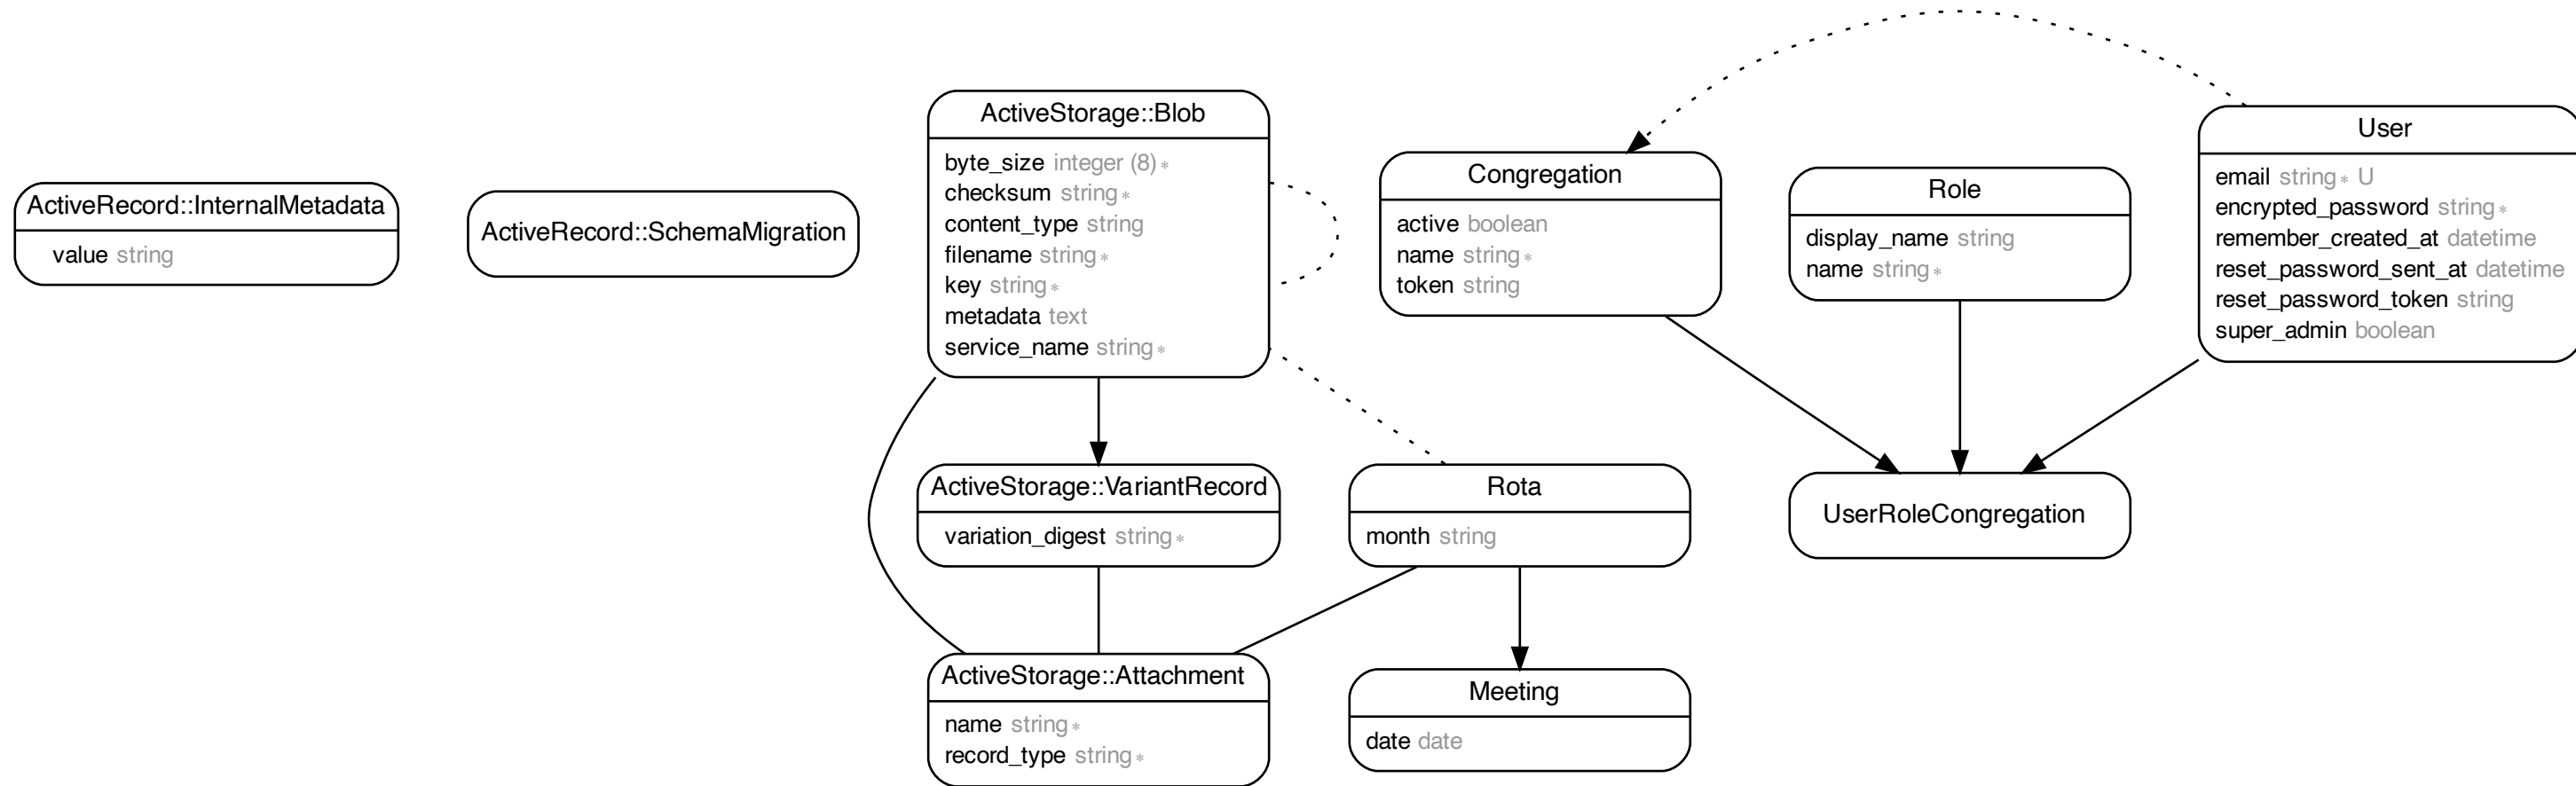 ActiveRecord::InternalMetadata
value string
ActiveRecord::SchemaMigration
ActiveStorage::Blob
byte_size integer (8) *
checksum string *
content_type string
filename string *
key string *
metadata text
service_name string *
Congregation
active boolean
name string *
token string
Role
display_name string
name string *
User
email string * U
encrypted_password string *
remember_created_at datetime
reset_password_sent_at datetime
reset_password_token string
super_admin boolean
ActiveStorage::VariantRecord
variation_digest string *
Rota
month string
UserRoleCongregation
ActiveStorage::Attachment
name string *
record_type string *
Meeting
date date